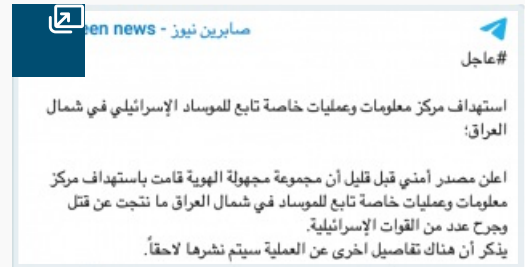 صابرين نيوز - een news
#عاجل
استهداف مركز معلومات وعمليات خاصة تابع للموساد الإسرائيلي في شمال
العراق؛
اعلن مصدر أمني قبل قليل أن مجموعة مجهولة الهوية قامت باستهداف مركز
معلومات وعمليات خاصة تابع للموساد في شمال العراق ما نتجت عن قتل
وجرح عدد من القوات الإسرائيلية.
يذكر أن هناك تفاصيل اخرى عن العملية سيتم نشرها لاحقاً.